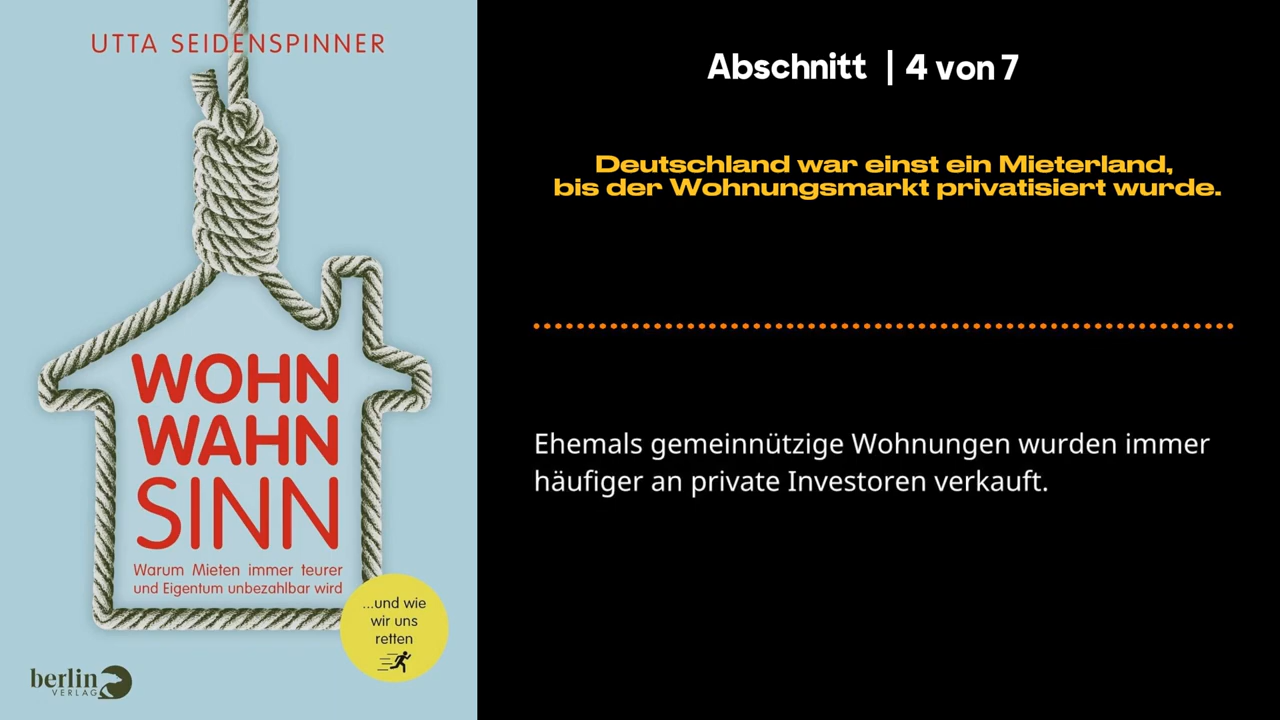 UTTA SEIDENSPINNER
WOHN
WAHN
SINN
Warum Mieten immer teurer
und Eigentum unbezahlbar wird
...und wie
wir uns
retten
berlin
VERLAG
Abschnitt | 4 von 7
Deutschland war einst ein Mieterland,
bis der Wohnungsmarkt privatisiert wurde.
Ehemals gemeinnützige Wohnungen wurden immer
häufiger an private Investoren verkauft.